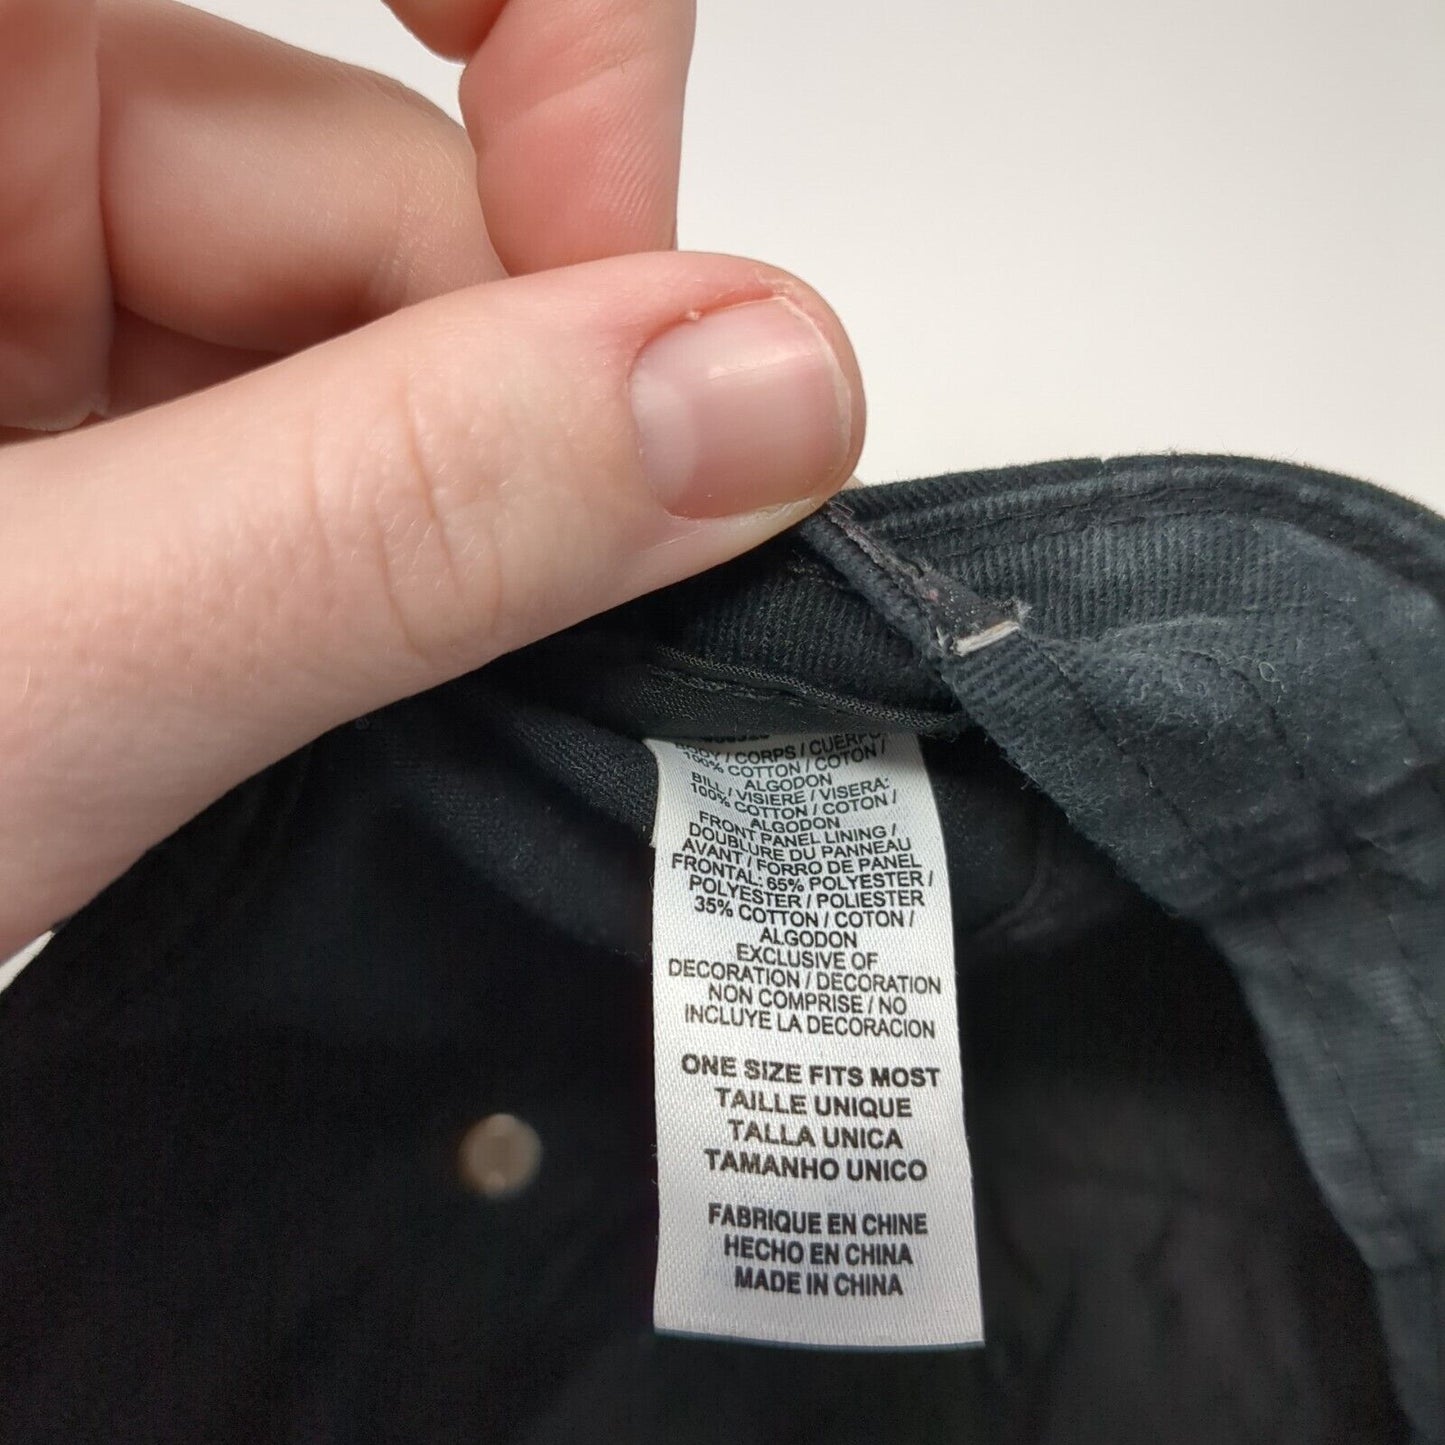 BODY / CORPS / CUERPO:
100% COTTON / COTON /
ALGODON
BILL / VISIERE / VISERA:
100% COTTON / COTON /
ALGODON
FRONT PANEL LINING /
DOUBLURE DU PANNEAU
AVANT / FORRO DE PANEL
FRONTAL: 65% POLYESTER /
POLYESTER / POLIESTER
35% COTTON / COTON /
ALGODON
EXCLUSIVE OF
DECORATION / DECORATION
NON COMPRISE / NO
INCLUYE LA DECORACION
ONE SIZE FITS MOST
TAILLE UNIQUE
TALLA UNICA
TAMANHO UNICO
FABRIQUE EN CHINE
HECHO EN CHINA
MADE IN CHINA